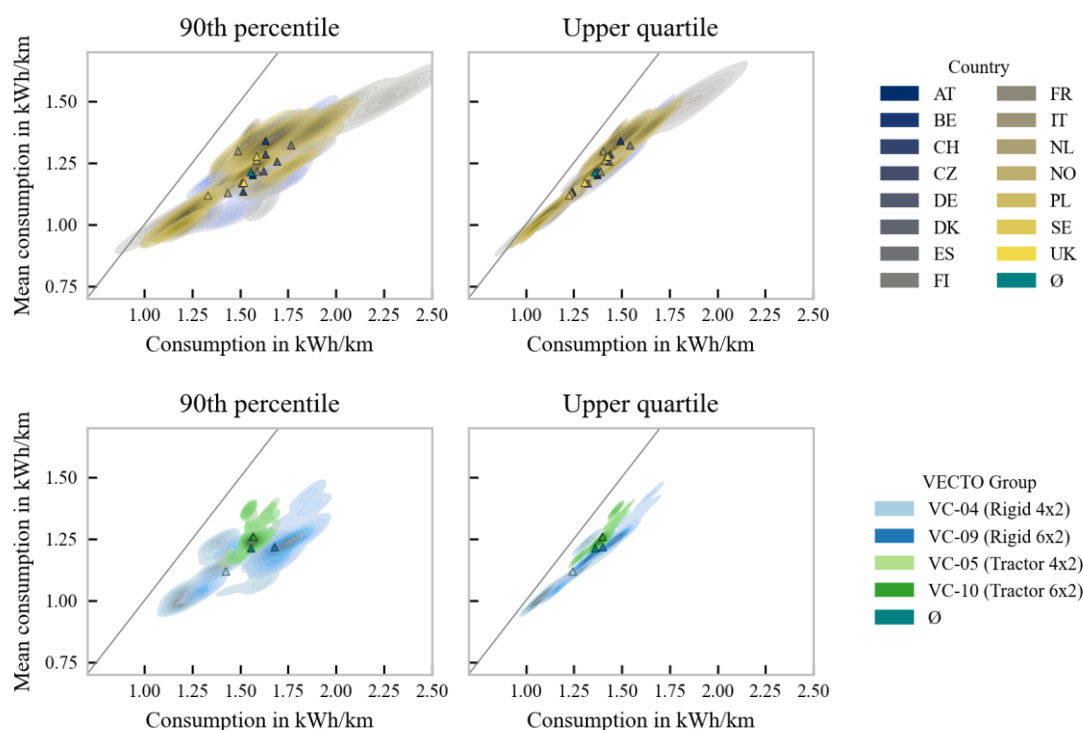 90th percentile
Upper quartile
Mean consumption in kWh/km
1.50
1.25
1.00
0.75
1.00 1.25 1.50 1.75 2.00 2.25 2.50
1.00 1.25 1.50 1.75 2.00 2.25 2.50
Consumption in kWh/km
Consumption in kWh/km
Country
AT FR
BE IT
CH NL
CZ NO
DE PL
DK SE
ES UK
FI Ø
90th percentile
Upper quartile
Mean consumption in kWh/km
1.50
1.25
1.00
0.75
1.00 1.25 1.50 1.75 2.00 2.25 2.50
1.00 1.25 1.50 1.75 2.00 2.25 2.50
Consumption in kWh/km
Consumption in kWh/km
VECTO Group
VC-04 (Rigid 4x2)
VC-09 (Rigid 6x2)
VC-05 (Tractor 4x2)
VC-10 (Tractor 6x2)
Ø